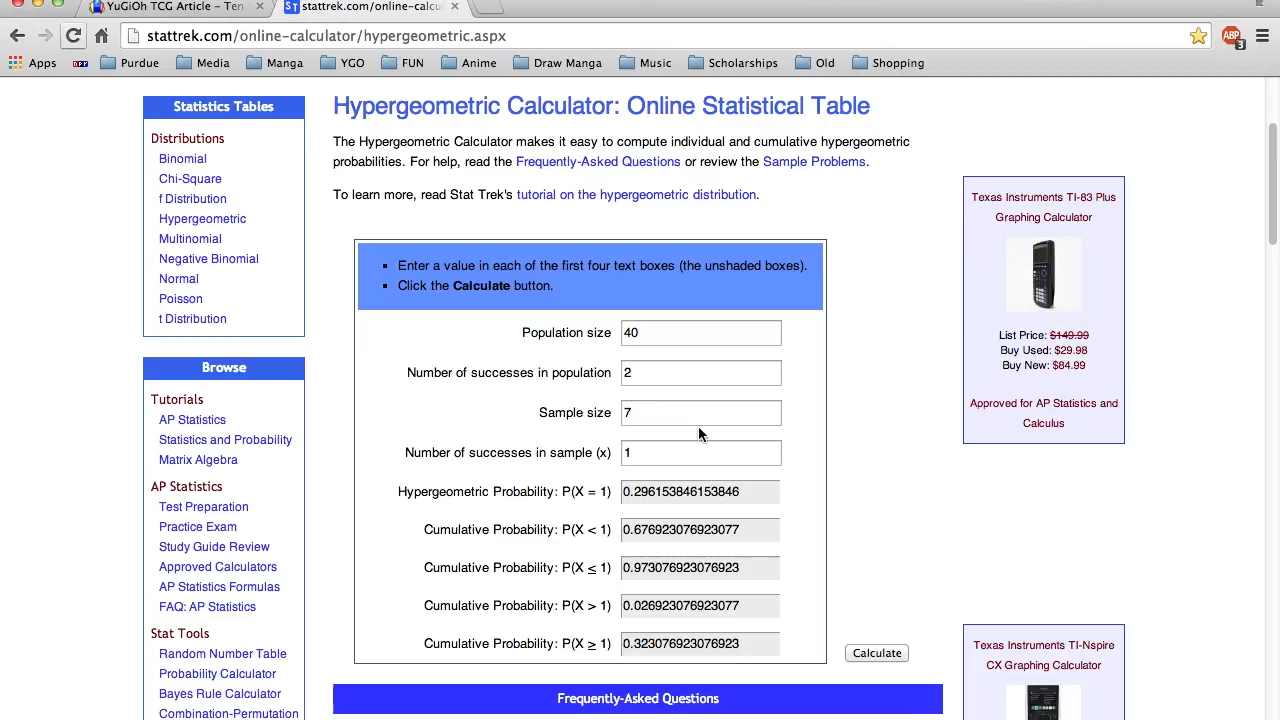 YuGiOh TCG Article – Ten
stattrek.com/online-calcu
stattrek.com/online-calculator/hypergeometric.aspx
ABP
3
Apps
Purdue
Media
Manga
YGO
FUN
Anime
Draw Manga
Music
Scholarships
Old
Shopping
Statistics Tables
Distributions
Binomial
Chi-Square
f Distribution
Hypergeometric
Multinomial
Negative Binomial
Normal
Poisson
t Distribution
Browse
Tutorials
AP Statistics
Statistics and Probability
Matrix Algebra
AP Statistics
Test Preparation
Practice Exam
Study Guide Review
Approved Calculators
AP Statistics Formulas
FAQ: AP Statistics
Stat Tools
Random Number Table
Probability Calculator
Bayes Rule Calculator
Combination-Permutation
Hypergeometric Calculator: Online Statistical Table
The Hypergeometric Calculator makes it easy to compute individual and cumulative hypergeometric
probabilities. For help, read the Frequently-Asked Questions or review the Sample Problems.
To learn more, read Stat Trek's tutorial on the hypergeometric distribution.
Enter a value in each of the first four text boxes (the unshaded boxes).
Click the Calculate button.
Population size 40
Number of successes in population 2
Sample size 7
Number of successes in sample (x) 1
Hypergeometric Probability: P(X = 1) 0.296153846153846
Cumulative Probability: P(X < 1) 0.676923076923077
Cumulative Probability: P(X ≤ 1) 0.973076923076923
Cumulative Probability: P(X > 1) 0.026923076923077
Cumulative Probability: P(X ≥ 1) 0.323076923076923
Calculate
Frequently-Asked Questions
Texas Instruments TI-83 Plus
Graphing Calculator
List Price: $149.99
Buy Used: $29.98
Buy New: $84.99
Approved for AP Statistics and
Calculus
Texas Instruments TI-Nspire
CX Graphing Calculator